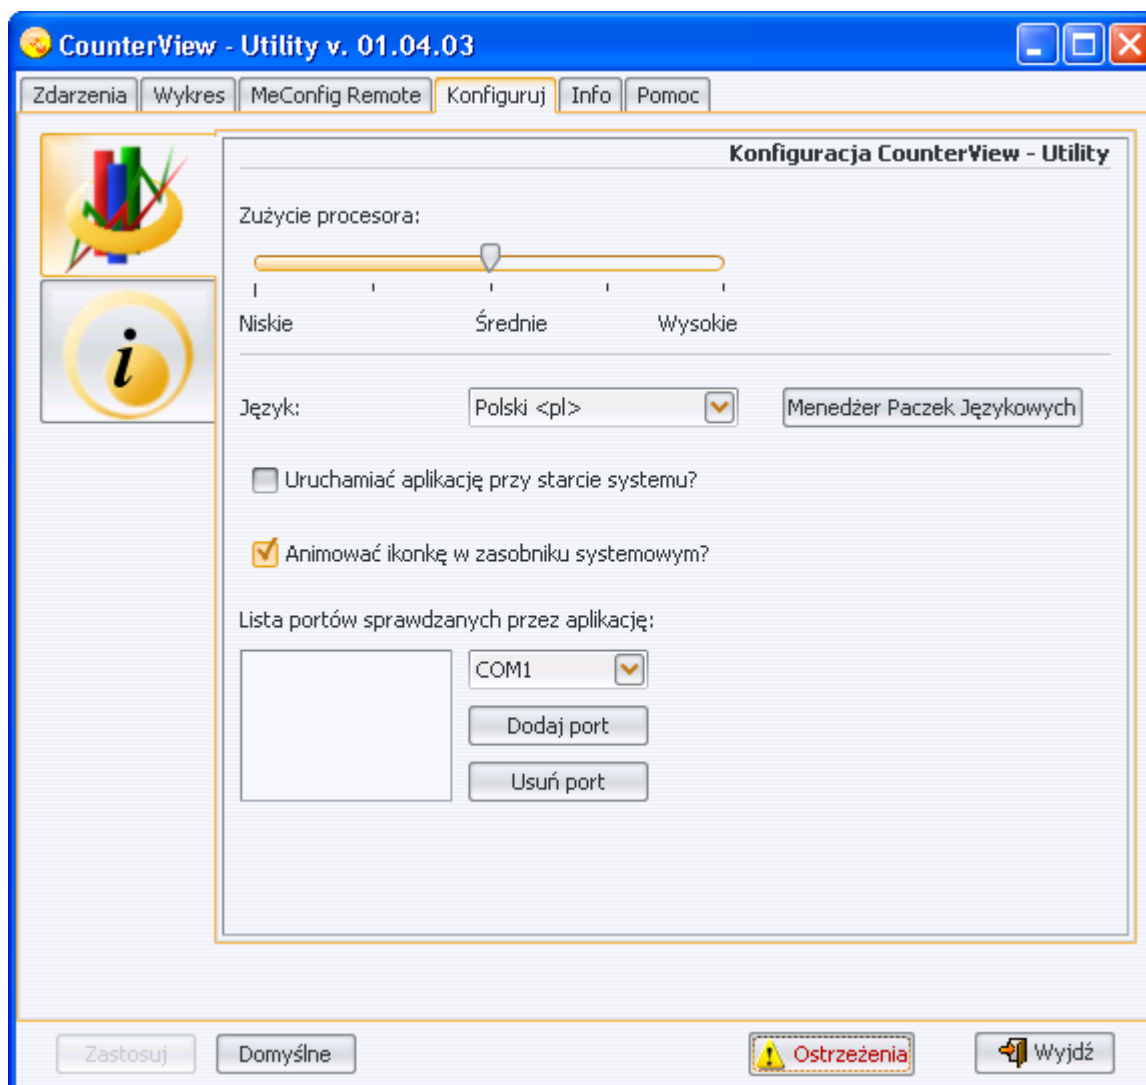 CounterView - Utility v. 01.04.03
Zdarzenia Wykres MeConfig Remote Konfiguruj Info Pomoc
Konfiguracja CounterView - Utility
Zużycie procesora:
Niskie Średnie Wysokie
i
Język: Polski <pl> Menedżer Paczek Językowych
Uruchamiać aplikację przy starcie systemu?
Animować ikonkę w zasobniku systemowym?
Lista portów sprawdzanych przez aplikację:
COM1
Dodaj port
Usuń port
Zastosuj Domyślne Ostrzeżenia Wyjdź